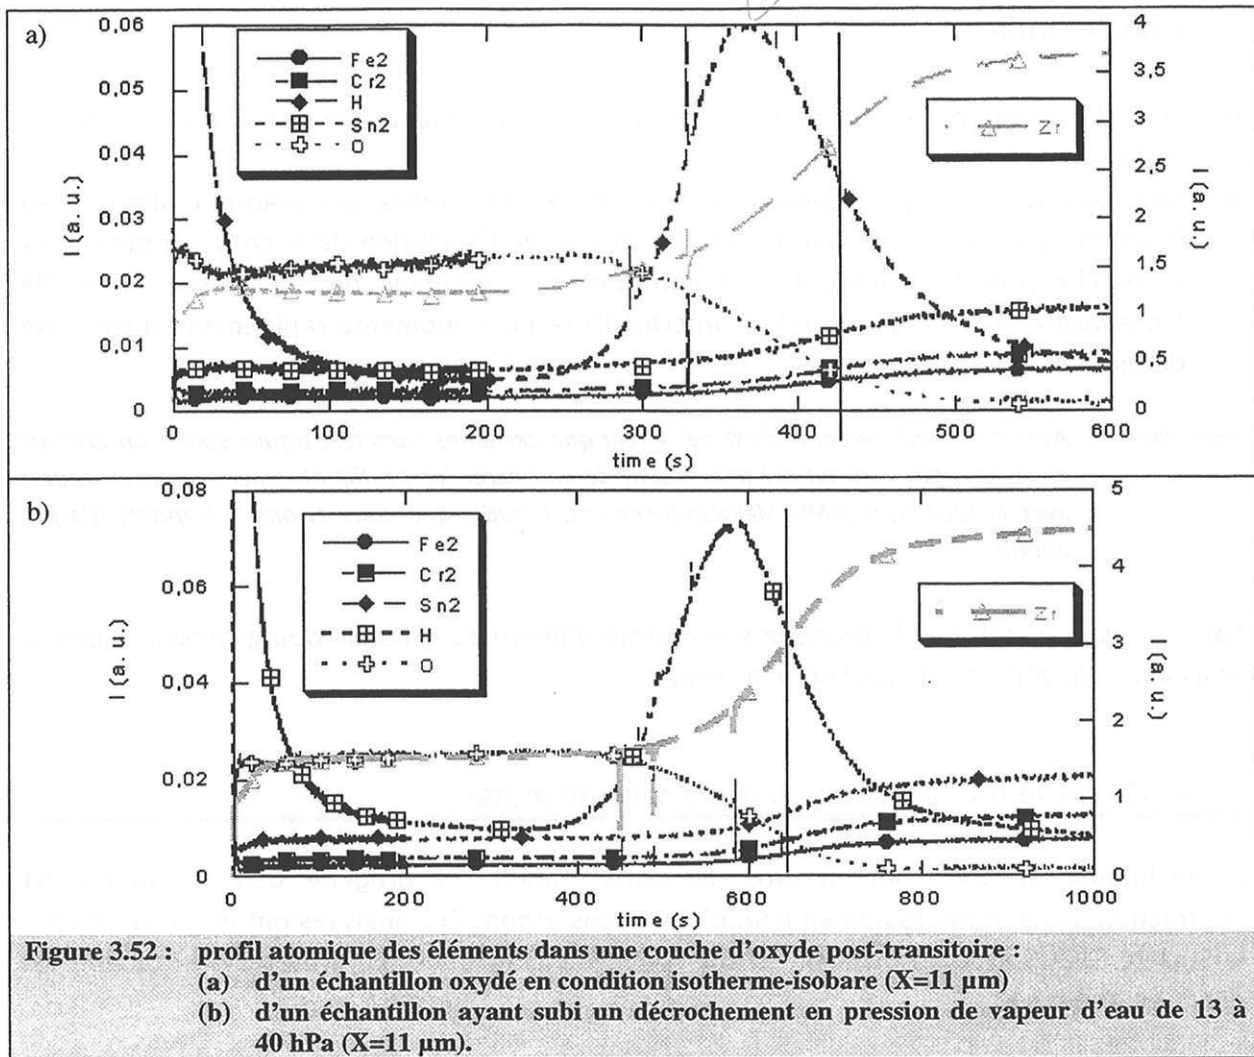 a)
0,06
0,05
0,04
0,03
0,02
0,01
0
I (a. u.)
Fe2
Cr2
H
Sn2
O
Zr
4
3,5
3
2,5
2
1,5
1
0,5
0
I (a. u.)
0 100 200 300 400 500 600
time (s)
b)
0,08
0,06
0,04
0,02
0
I (a. u.)
Fe2
Cr2
Sn2
H
O
Zr
5
4
3
2
1
0
I (a. u.)
0 200 400 600 800 1000
time (s)
Figure 3.52 : profil atomique des éléments dans une couche d'oxyde post-transitoire :
(a) d'un échantillon oxydé en condition isotherme-isobare (X=11 µm)
(b) d'un échantillon ayant subi un décrochement en pression de vapeur d'eau de 13 à
40 hPa (X=11 µm).